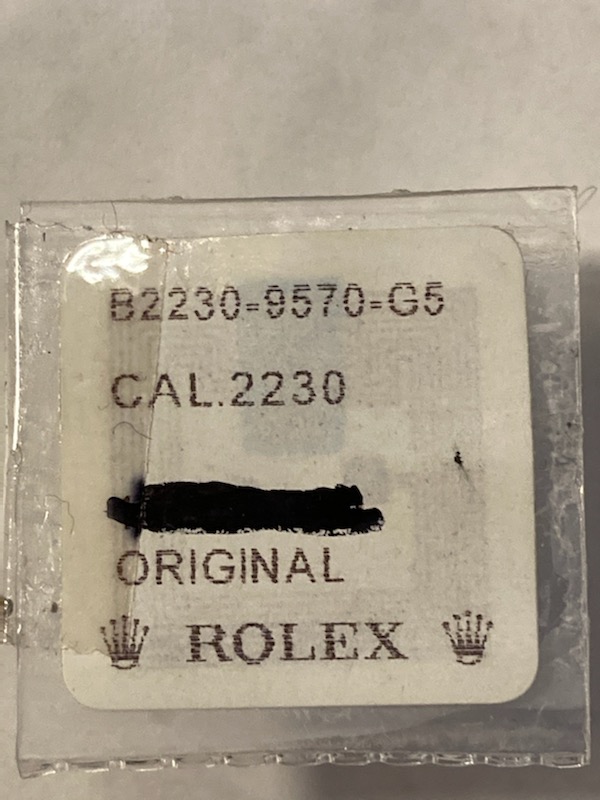 B2230=9570=G5
CAL.2230
ORIGINAL
ROLEX